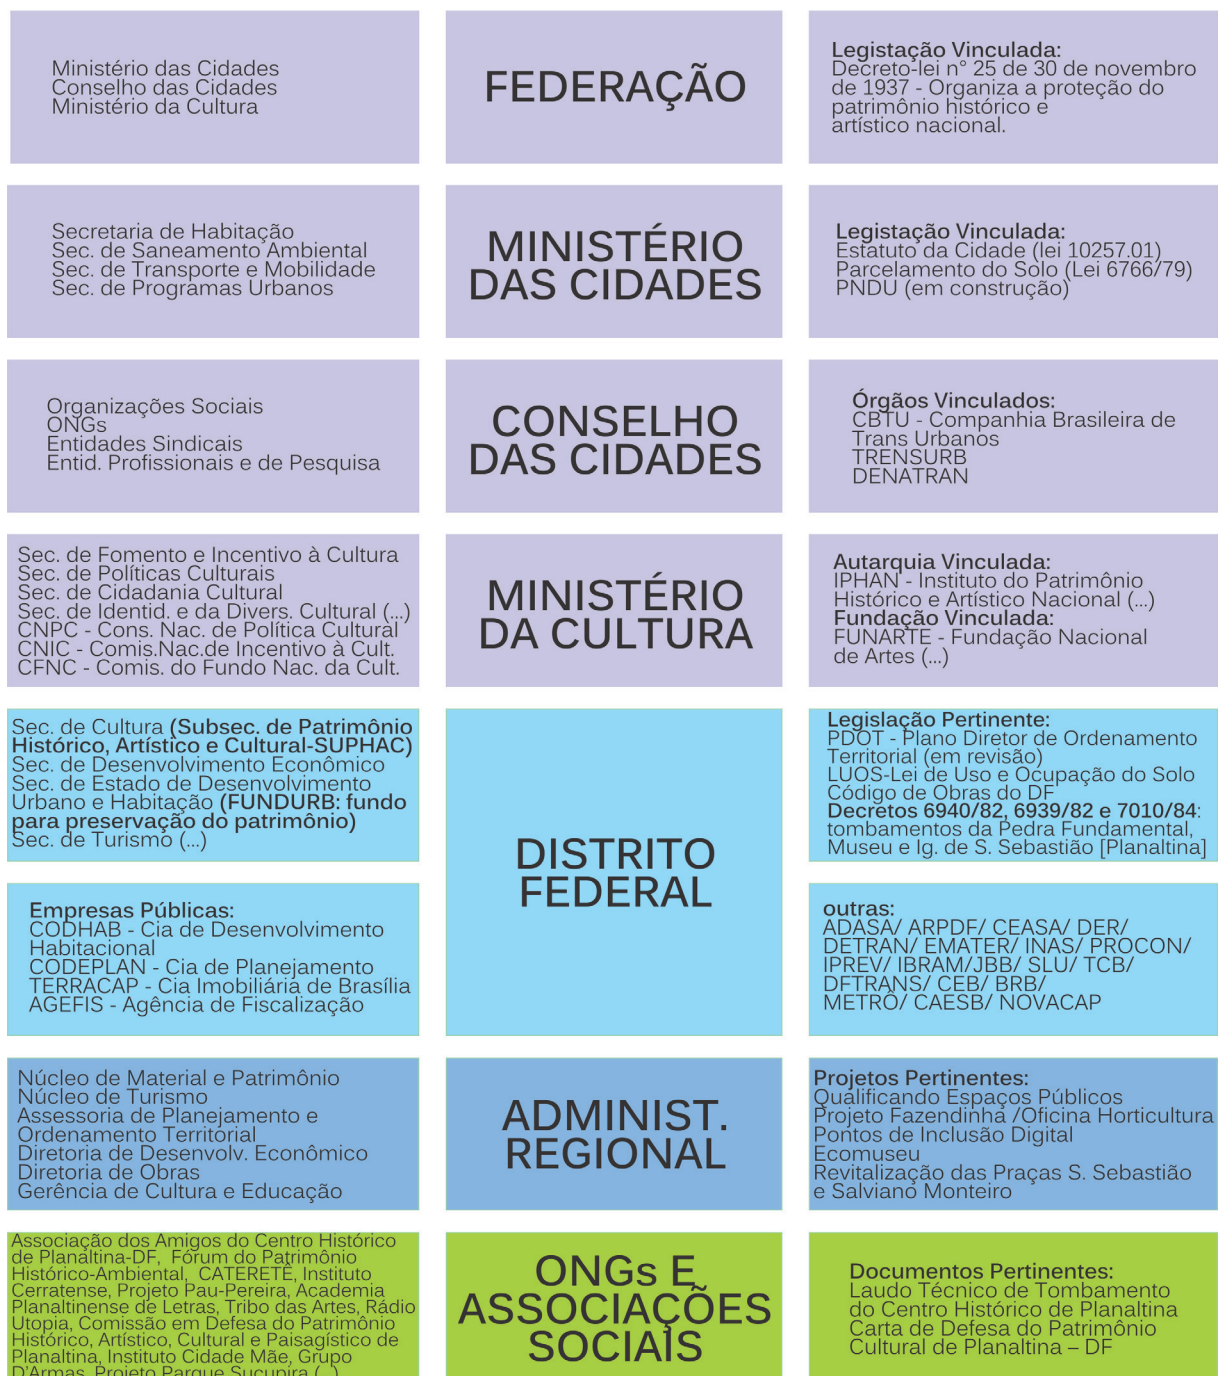 Ministério das Cidades
Conselho das Cidades
Ministério da Cultura
FEDERAÇÃO
Legistação Vinculada:
Decreto-lei n° 25 de 30 de novembro
de 1937 - Organiza a proteção do
patrimônio histórico e
artístico nacional.
Secretaria de Habitação
Sec. de Saneamento Ambiental
Sec. de Transporte e Mobilidade
Sec. de Programas Urbanos
MINISTÉRIO
DAS CIDADES
Legistação Vinculada:
Estatuto da Cidade (lei 10257.01)
Parcelamento do Solo (Lei 6766/79)
PNDU (em construção)
Organizações Sociais
ONGs
Entidades Sindicais
Entid. Profissionais e de Pesquisa
CONSELHO
DAS CIDADES
Órgãos Vinculados:
CBTU - Companhia Brasileira de
Trans Urbanos
TRENSURB
DENATRAN
Sec. de Fomento e Incentivo à Cultura
Sec. de Políticas Culturais
Sec. de Cidadania Cultural
Sec. de Identid. e da Divers. Cultural (...)
CNPC - Cons. Nac. de Política Cultural
CNIC - Comis.Nac.de Incentivo à Cult.
CFNC - Comis. do Fundo Nac. da Cult.
MINISTÉRIO
DA CULTURA
Autarquia Vinculada:
IPHAN - Instituto do Patrimônio
Histórico e Artístico Nacional (...)
Fundação Vinculada:
FUNARTE - Fundação Nacional
de Artes (...)
Sec. de Cultura (Subsec. de Patrimônio
Histórico, Artístico e Cultural-SUPHAC)
Sec. de Desenvolvimento Econômico
Sec. de Estado de Desenvolvimento
Urbano e Habitação (FUNDURB: fundo
para preservação do patrimônio)
Sec. de Turismo (...)
DISTRITO
FEDERAL
Legislação Pertinente:
PDOT - Plano Diretor de Ordenamento
Territorial (em revisão)
LUOS-Lei de Uso e Ocupação do Solo
Código de Obras do DF
Decretos 6940/82, 6939/82 e 7010/84:
tombamentos da Pedra Fundamental,
Museu e Ig. de S. Sebastião [Planaltina]
Empresas Públicas:
CODHAB - Cia de Desenvolvimento
Habitacional
CODEPLAN - Cia de Planejamento
TERRACAP - Cia Imobiliária de Brasília
AGEFIS - Agência de Fiscalização
outras:
ADASA/ ARPDF/ CEASA/ DER/
DETRAN/ EMATER/ INAS/ PROCON/
IPREV/ IBRAM/JBB/ SLU/ TCB/
DFTRANS/ CEB/ BRB/
METRÔ/ CAESB/ NOVACAP
Núcleo de Material e Patrimônio
Núcleo de Turismo
Assessoria de Planejamento e
Ordenamento Territorial
Diretoria de Desenvolv. Econômico
Diretoria de Obras
Gerência de Cultura e Educação
ADMINIST.
REGIONAL
Projetos Pertinentes:
Qualificando Espaços Públicos
Projeto Fazendinha /Oficina Horticultura
Pontos de Inclusão Digital
Ecomuseu
Revitalização das Praças S. Sebastião
e Salviano Monteiro
Associação dos Amigos do Centro Histórico
de Planaltina-DF, Fórum do Patrimônio
Histórico-Ambiental, CATERETÊ, Instituto
Cerratense, Projeto Pau-Pereira, Academia
Planaltinense de Letras, Tribo das Artes, Rádio
Utopia, Comissão em Defesa do Patrimônio
Histórico, Artístico, Cultural e Paisagístico de
Planaltina, Instituto Cidade Mãe, Grupo
D'Armas, Projeto Parque Sucupira (...)
ONGs E
ASSOCIAÇÕES
SOCIAIS
Documentos Pertinentes:
Laudo Técnico de Tombamento
do Centro Histórico de Planaltina
Carta de Defesa do Patrimônio
Cultural de Planaltina – DF